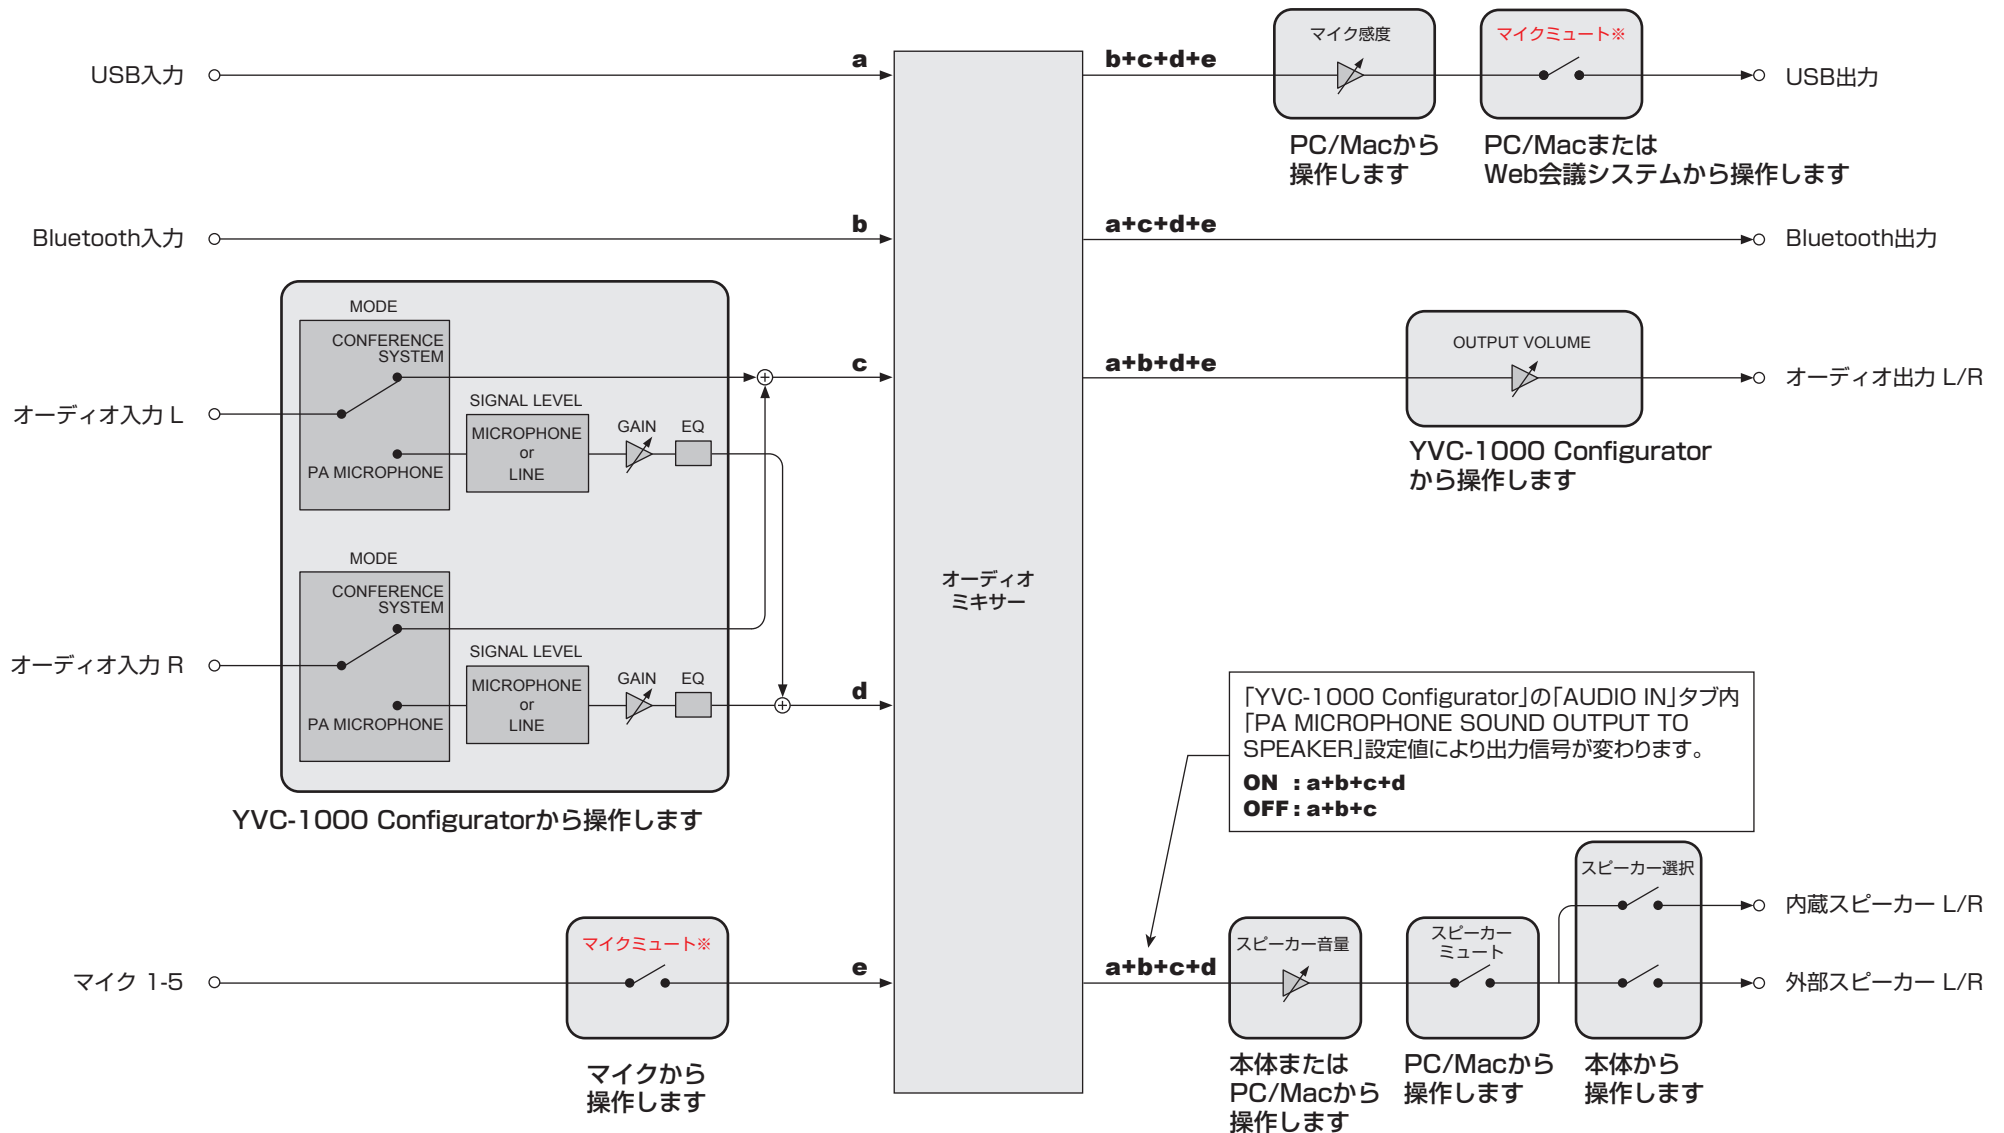 USB入力
a
b+c+d+e
マイク感度
マイクミュート※
USB出力
PC/Macから
操作します
PC/Macまたは
Web会議システムから操作します
Bluetooth入力
b
a+c+d+e
Bluetooth出力
MODE
CONFERENCE
SYSTEM
PA MICROPHONE
オーディオ入力 L
SIGNAL LEVEL
MICROPHONE
or
LINE
GAIN
EQ
c
a+b+d+e
OUTPUT VOLUME
オーディオ出力 L/R
YVC-1000 Configurator
から操作します
MODE
CONFERENCE
SYSTEM
PA MICROPHONE
オーディオ入力 R
SIGNAL LEVEL
MICROPHONE
or
LINE
GAIN
EQ
d
YVC-1000 Configuratorから操作します
オーディオ
ミキサー
「YVC-1000 Configurator」の「AUDIO IN」タブ内
「PA MICROPHONE SOUND OUTPUT TO
SPEAKER」設定値により出力信号が変わります。
ON : a+b+c+d
OFF : a+b+c
マイク 1-5
マイクミュート※
マイクから
操作します
e
a+b+c+d
スピーカー音量
本体または
PC/Macから
操作します
スピーカー
ミュート
PC/Macから
操作します
スピーカー選択
本体から
操作します
内蔵スピーカー L/R
外部スピーカー L/R